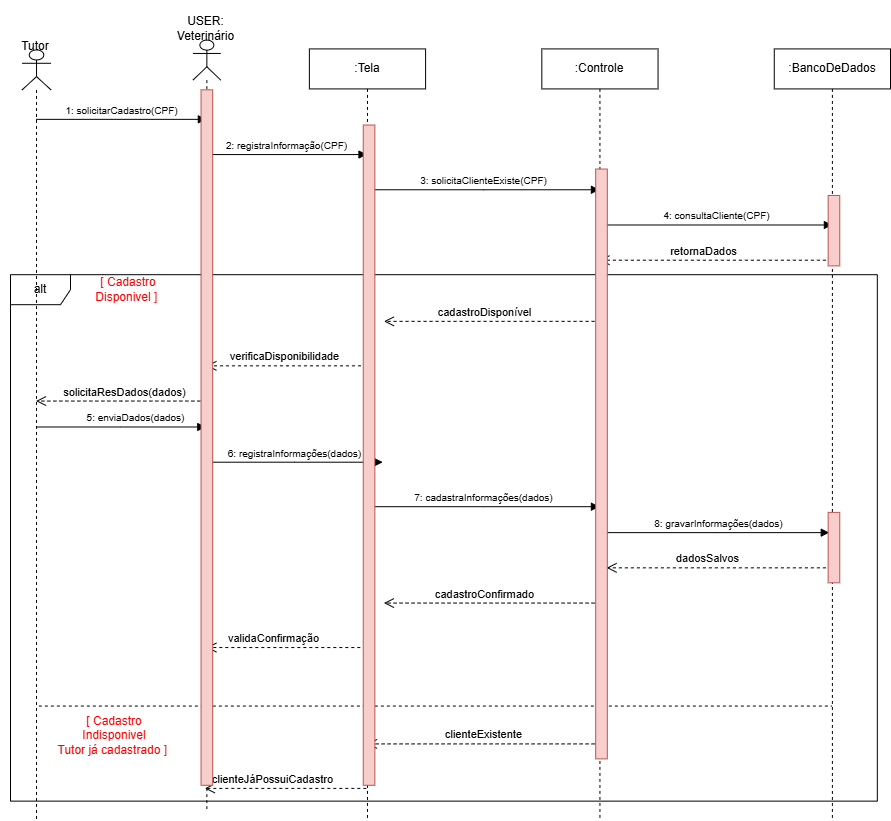 USER:
Veterinário
Tutor
:Tela
:Controle
:BancoDeDados
1: solicitarCadastro(CPF)
2: registraInformação(CPF)
3: solicitaClienteExiste(CPF)
4: consultaCliente(CPF)
retornaDados
alt
[ Cadastro
Disponivel ]
cadastroDisponível
verificaDisponibilidade
solicitaResDados(dados)
5: enviaDados(dados)
6: registraInformações(dados)
7: cadastraInformações(dados)
8: gravarInformações(dados)
dadosSalvos
cadastroConfirmado
validaConfirmação
[ Cadastro
Indisponivel
Tutor já cadastrado ]
clienteExistente
clienteJáPossuiCadastro